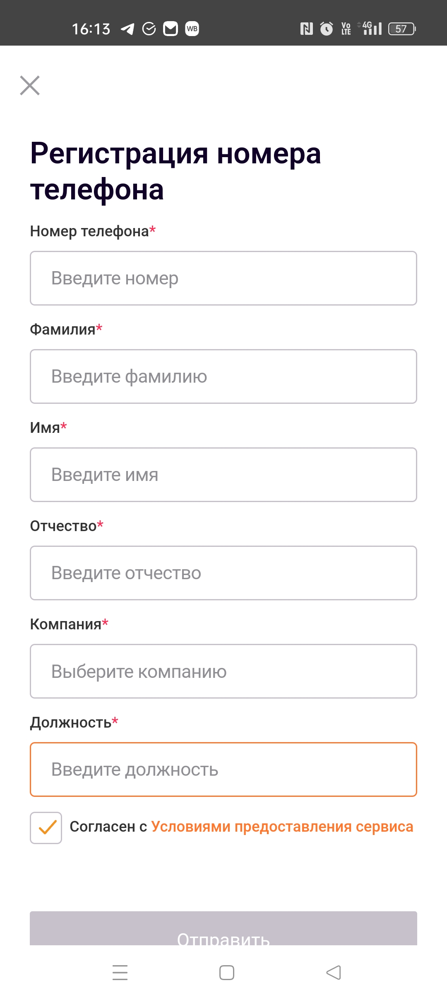 16:13 WB Vo LTE 4G 57
Регистрация номера
телефона
Номер телефона*
Введите номер
Фамилия*
Введите фамилию
Имя*
Введите имя
Отчество*
Введите отчество
Компания*
Выберите компанию
Должность*
Введите должность
Согласен с Условиями предоставления сервиса
Отправить